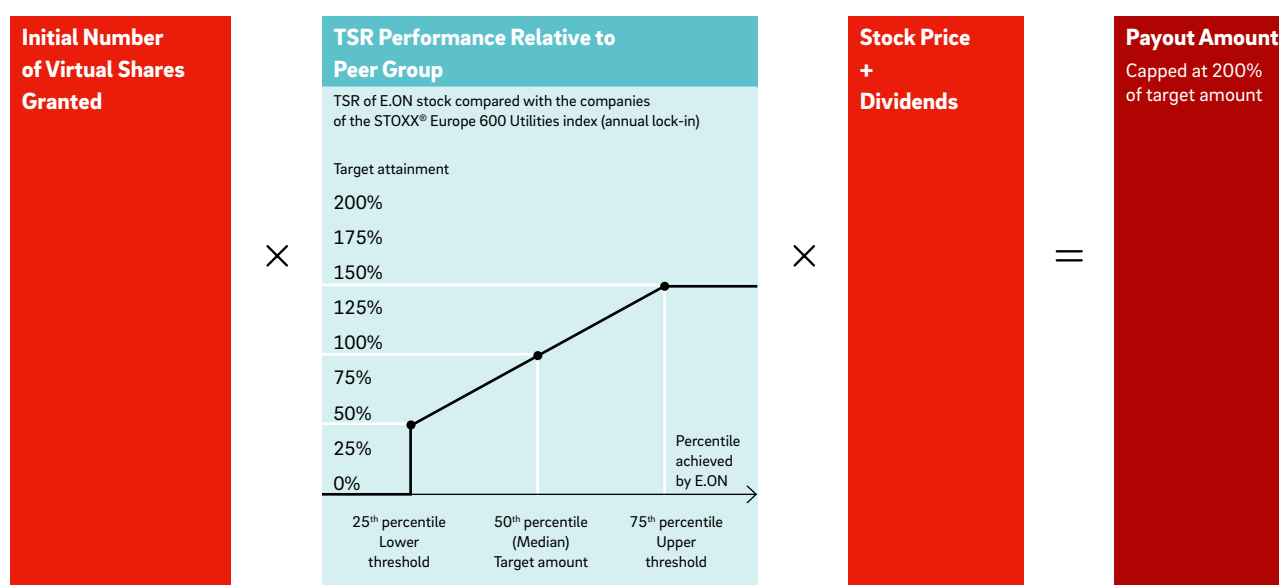 Initial Number
of Virtual Shares
Granted
×
TSR Performance Relative to
Peer Group
TSR of E.ON stock compared with the companies
of the STOXX® Europe 600 Utilities index (annual lock-in)
Target attainment
200%
175%
150%
125%
100%
75%
50%
25%
0%
Percentile
achieved
by E.ON
25th percentile
Lower
threshold
50th percentile
(Median)
Target amount
75th percentile
Upper
threshold
×
Stock Price
+
Dividends
=
Payout Amount
Capped at 200%
of target amount